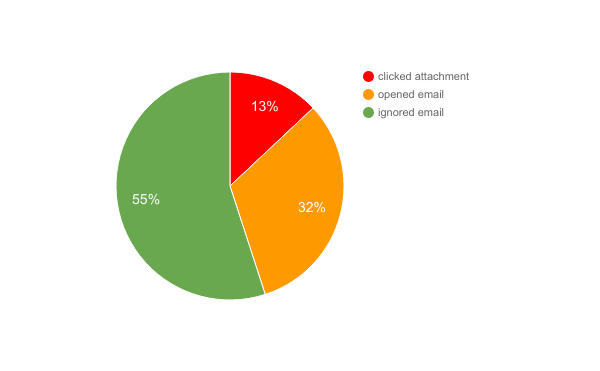 13%
32%
55%
clicked attachment
opened email
ignored email